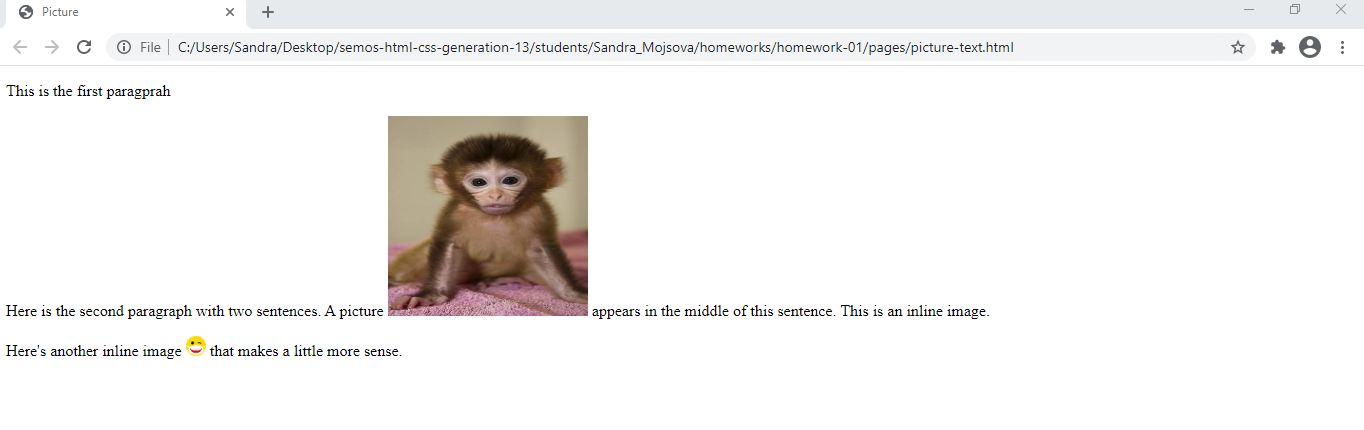 Picture
File | C:/Users/Sandra/Desktop/semos-html-css-generation-13/students/Sandra_Mojsova/homeworks/homework-01/pages/picture-text.html
This is the first paragprah
Here is the second paragraph with two sentences. A picture appears in the middle of this sentence. This is an inline image.
Here's another inline image that makes a little more sense.